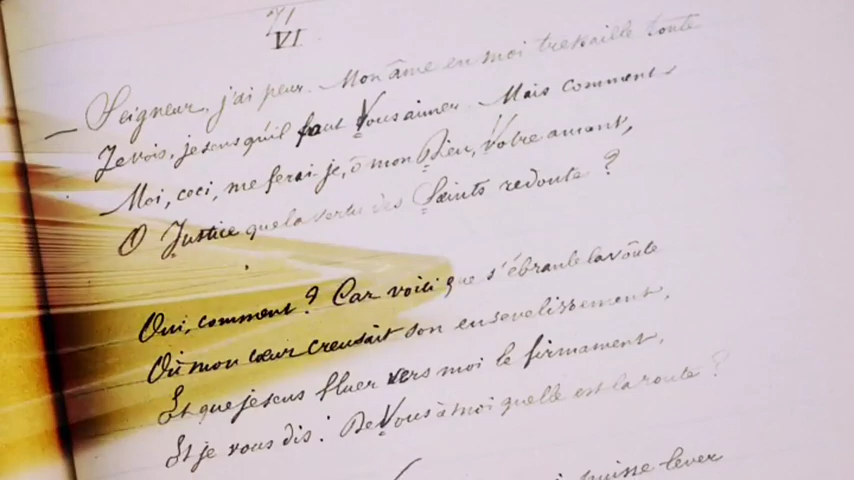 71
VI
— Seigneur, j'ai peur. Mon âme en moi tressaille toute
Je vois, je sens qu'il faut Vous aimer. Mais comment
Moi, ceci, me ferai-je, ô mon Dieu, Votre amant,
O Justice que la vertu des Saints redoute ?
Oui, comment ? Car voici que s'ébranle la voûte
Où mon cœur creusait son ensevelissement,
Et que je sens fluer vers moi le firmament,
Et je vous dis : De Vous à moi quelle est la route ?
puisse lever